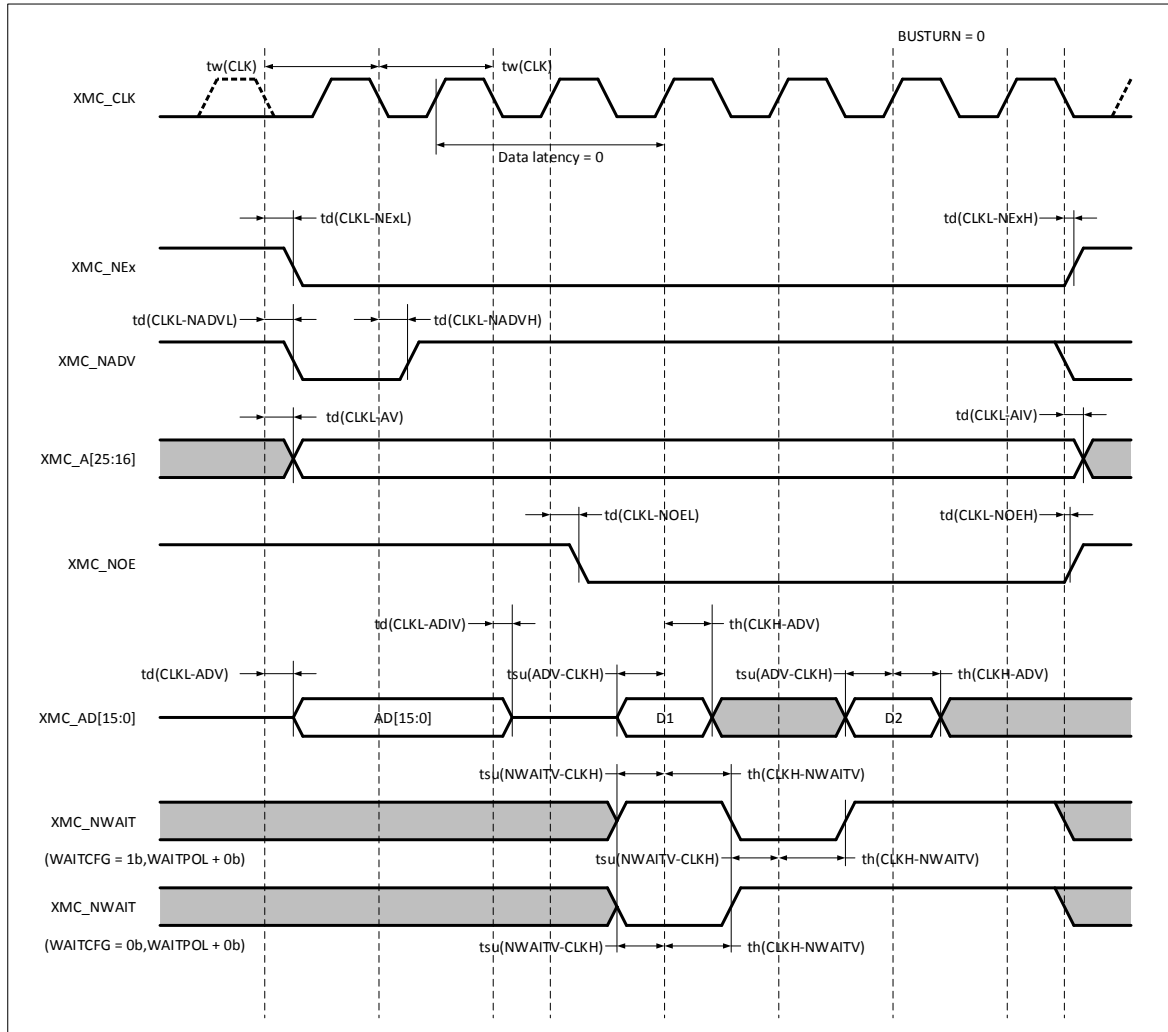 BUSTURN = 0
tw(CLK) tw(CLK)
XMC_CLK
Data latency = 0
td(CLKL-NExL) td(CLKL-NExH)
XMC_NEx
td(CLKL-NADVL) td(CLKL-NADVH)
XMC_NADV
td(CLKL-AV) td(CLKL-AIV)
XMC_A[25:16]
td(CLKL-NOEL) td(CLKL-NOEH)
XMC_NOE
td(CLKL-ADIV) th(CLKH-ADV)
td(CLKL-ADV) tsu(ADV-CLKH) tsu(ADV-CLKH) th(CLKH-ADV)
XMC_AD[15:0] AD[15:0] D1 D2
tsu(NWAITV-CLKH) th(CLKH-NWAITV)
XMC_NWAIT
(WAITCFG = 1b,WAITPOL + 0b) tsu(NWAITV-CLKH) th(CLKH-NWAITV)
XMC_NWAIT
(WAITCFG = 0b,WAITPOL + 0b) tsu(NWAITV-CLKH) th(CLKH-NWAITV)